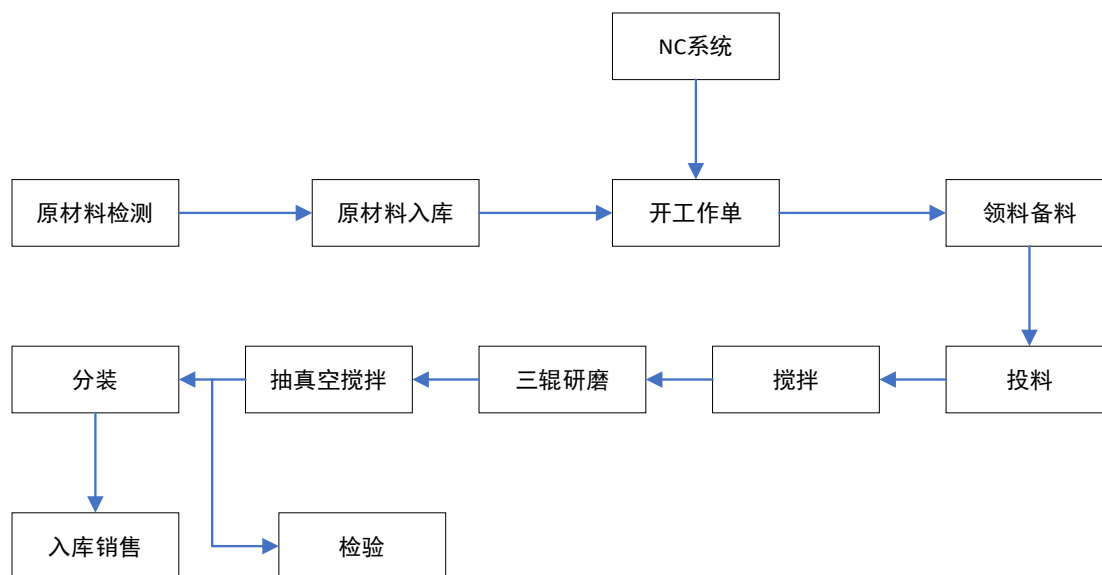 NC系统
原材料检测
原材料入库
开工作单
领料备料
分装
抽真空搅拌
三辊研磨
搅拌
投料
入库销售
检验